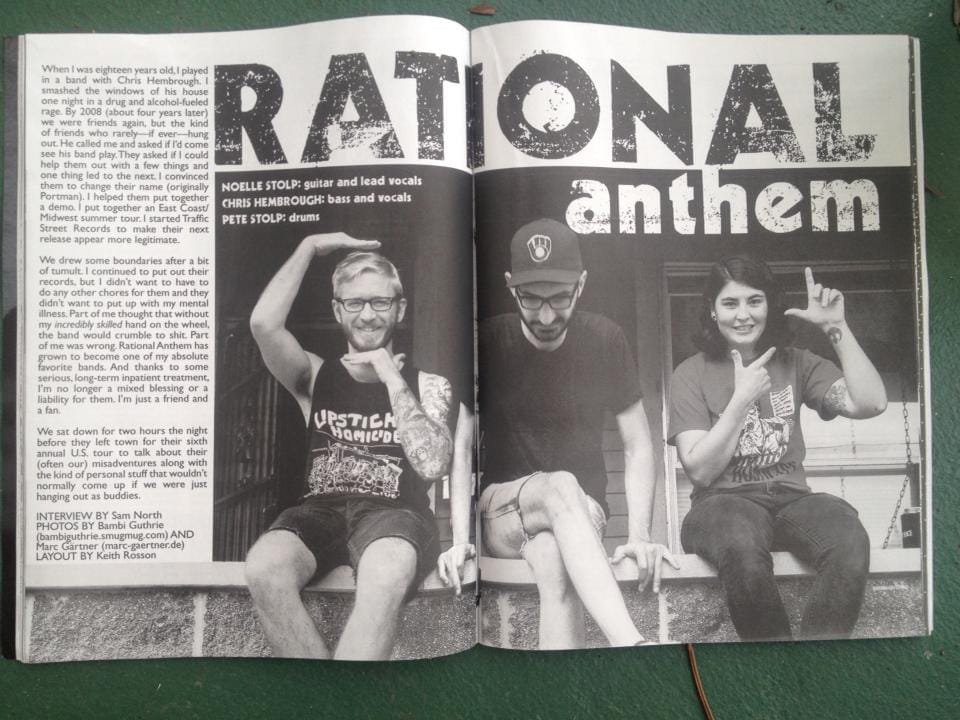 RATIONAL
anthem
When I was eighteen years old, I played
in a band with Chris Hembrough. I
smashed the windows of his house
one night in a drug and alcohol-fueled
rage. By 2008 (about four years later)
we were friends again, but the kind
of friends who rarely—if ever—hung
out. He called me and asked if I'd come
see his band play. They asked if I could
help them out with a few things and
one thing led to the next. I convinced
them to change their name (originally
Portman). I helped them put together
a demo. I put together an East Coast/
Midwest summer tour. I started Traffic
Street Records to make their next
release appear more legitimate.
We drew some boundaries after a bit
of tumult. I continued to put out their
records, but I didn't want to have to
do any other chores for them and they
didn't want to put up with my mental
illness. Part of me thought that without
my incredibly skilled hand on the wheel,
the band would crumble to shit. Part
of me was wrong. Rational Anthem has
grown to become one of my absolute
favorite bands. And thanks to some
serious, long-term inpatient treatment,
I'm no longer a mixed blessing or a
liability for them. I'm just a friend and
a fan.
We sat down for two hours the night
before they left town for their sixth
annual U.S. tour to talk about their
(often our) misadventures along with
the kind of personal stuff that wouldn't
normally come up if we were just
hanging out as buddies.
INTERVIEW BY Sam North
PHOTOS BY Bambi Guthrie
(bambiguthrie.smugmug.com) AND
Marc Gärtner (marc-gaertner.de)
LAYOUT BY Keith Rosson
NOELLE STOLP: guitar and lead vocals
CHRIS HEMBROUGH: bass and vocals
PETE STOLP: drums
LIPSTICK
HOMICIDE